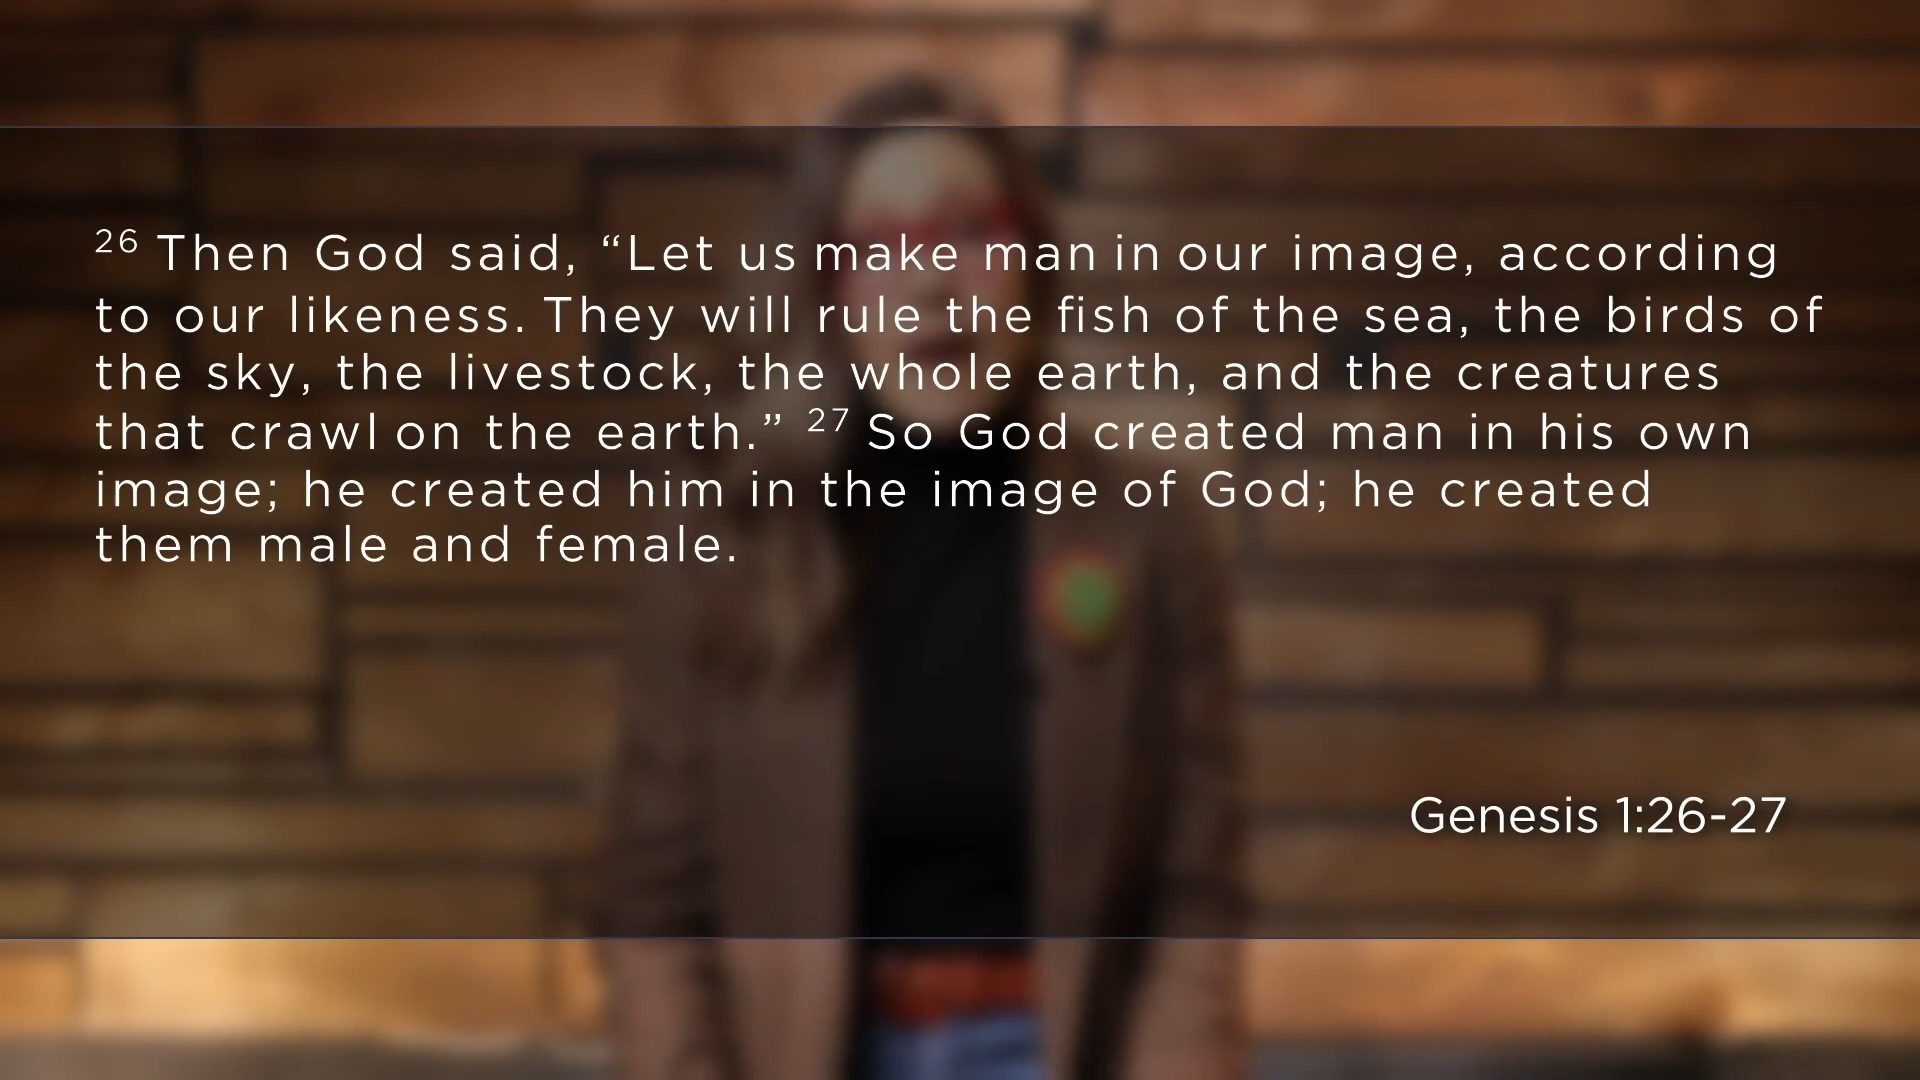 26 Then God said, “Let us make man in our image, according
to our likeness. They will rule the fish of the sea, the birds of
the sky, the livestock, the whole earth, and the creatures
that crawl on the earth.” 27 So God created man in his own
image; he created him in the image of God; he created
them male and female.
Genesis 1:26-27